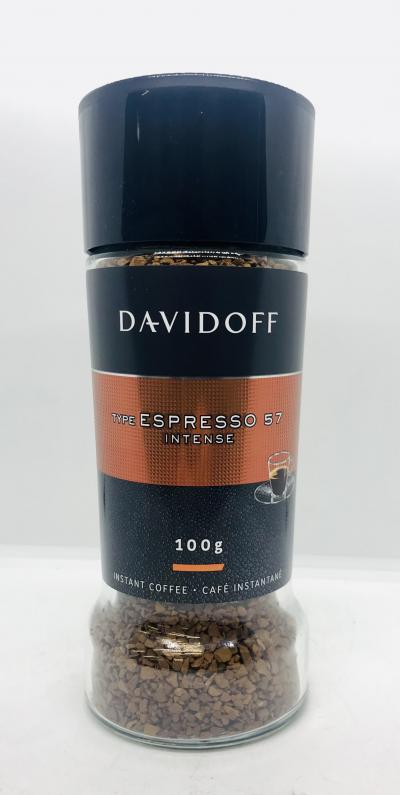 DAVIDOFF
TYPE ESPRESSO 57
INTENSE
100g
INSTANT COFFEE • CAFÉ INSTANTANÉ